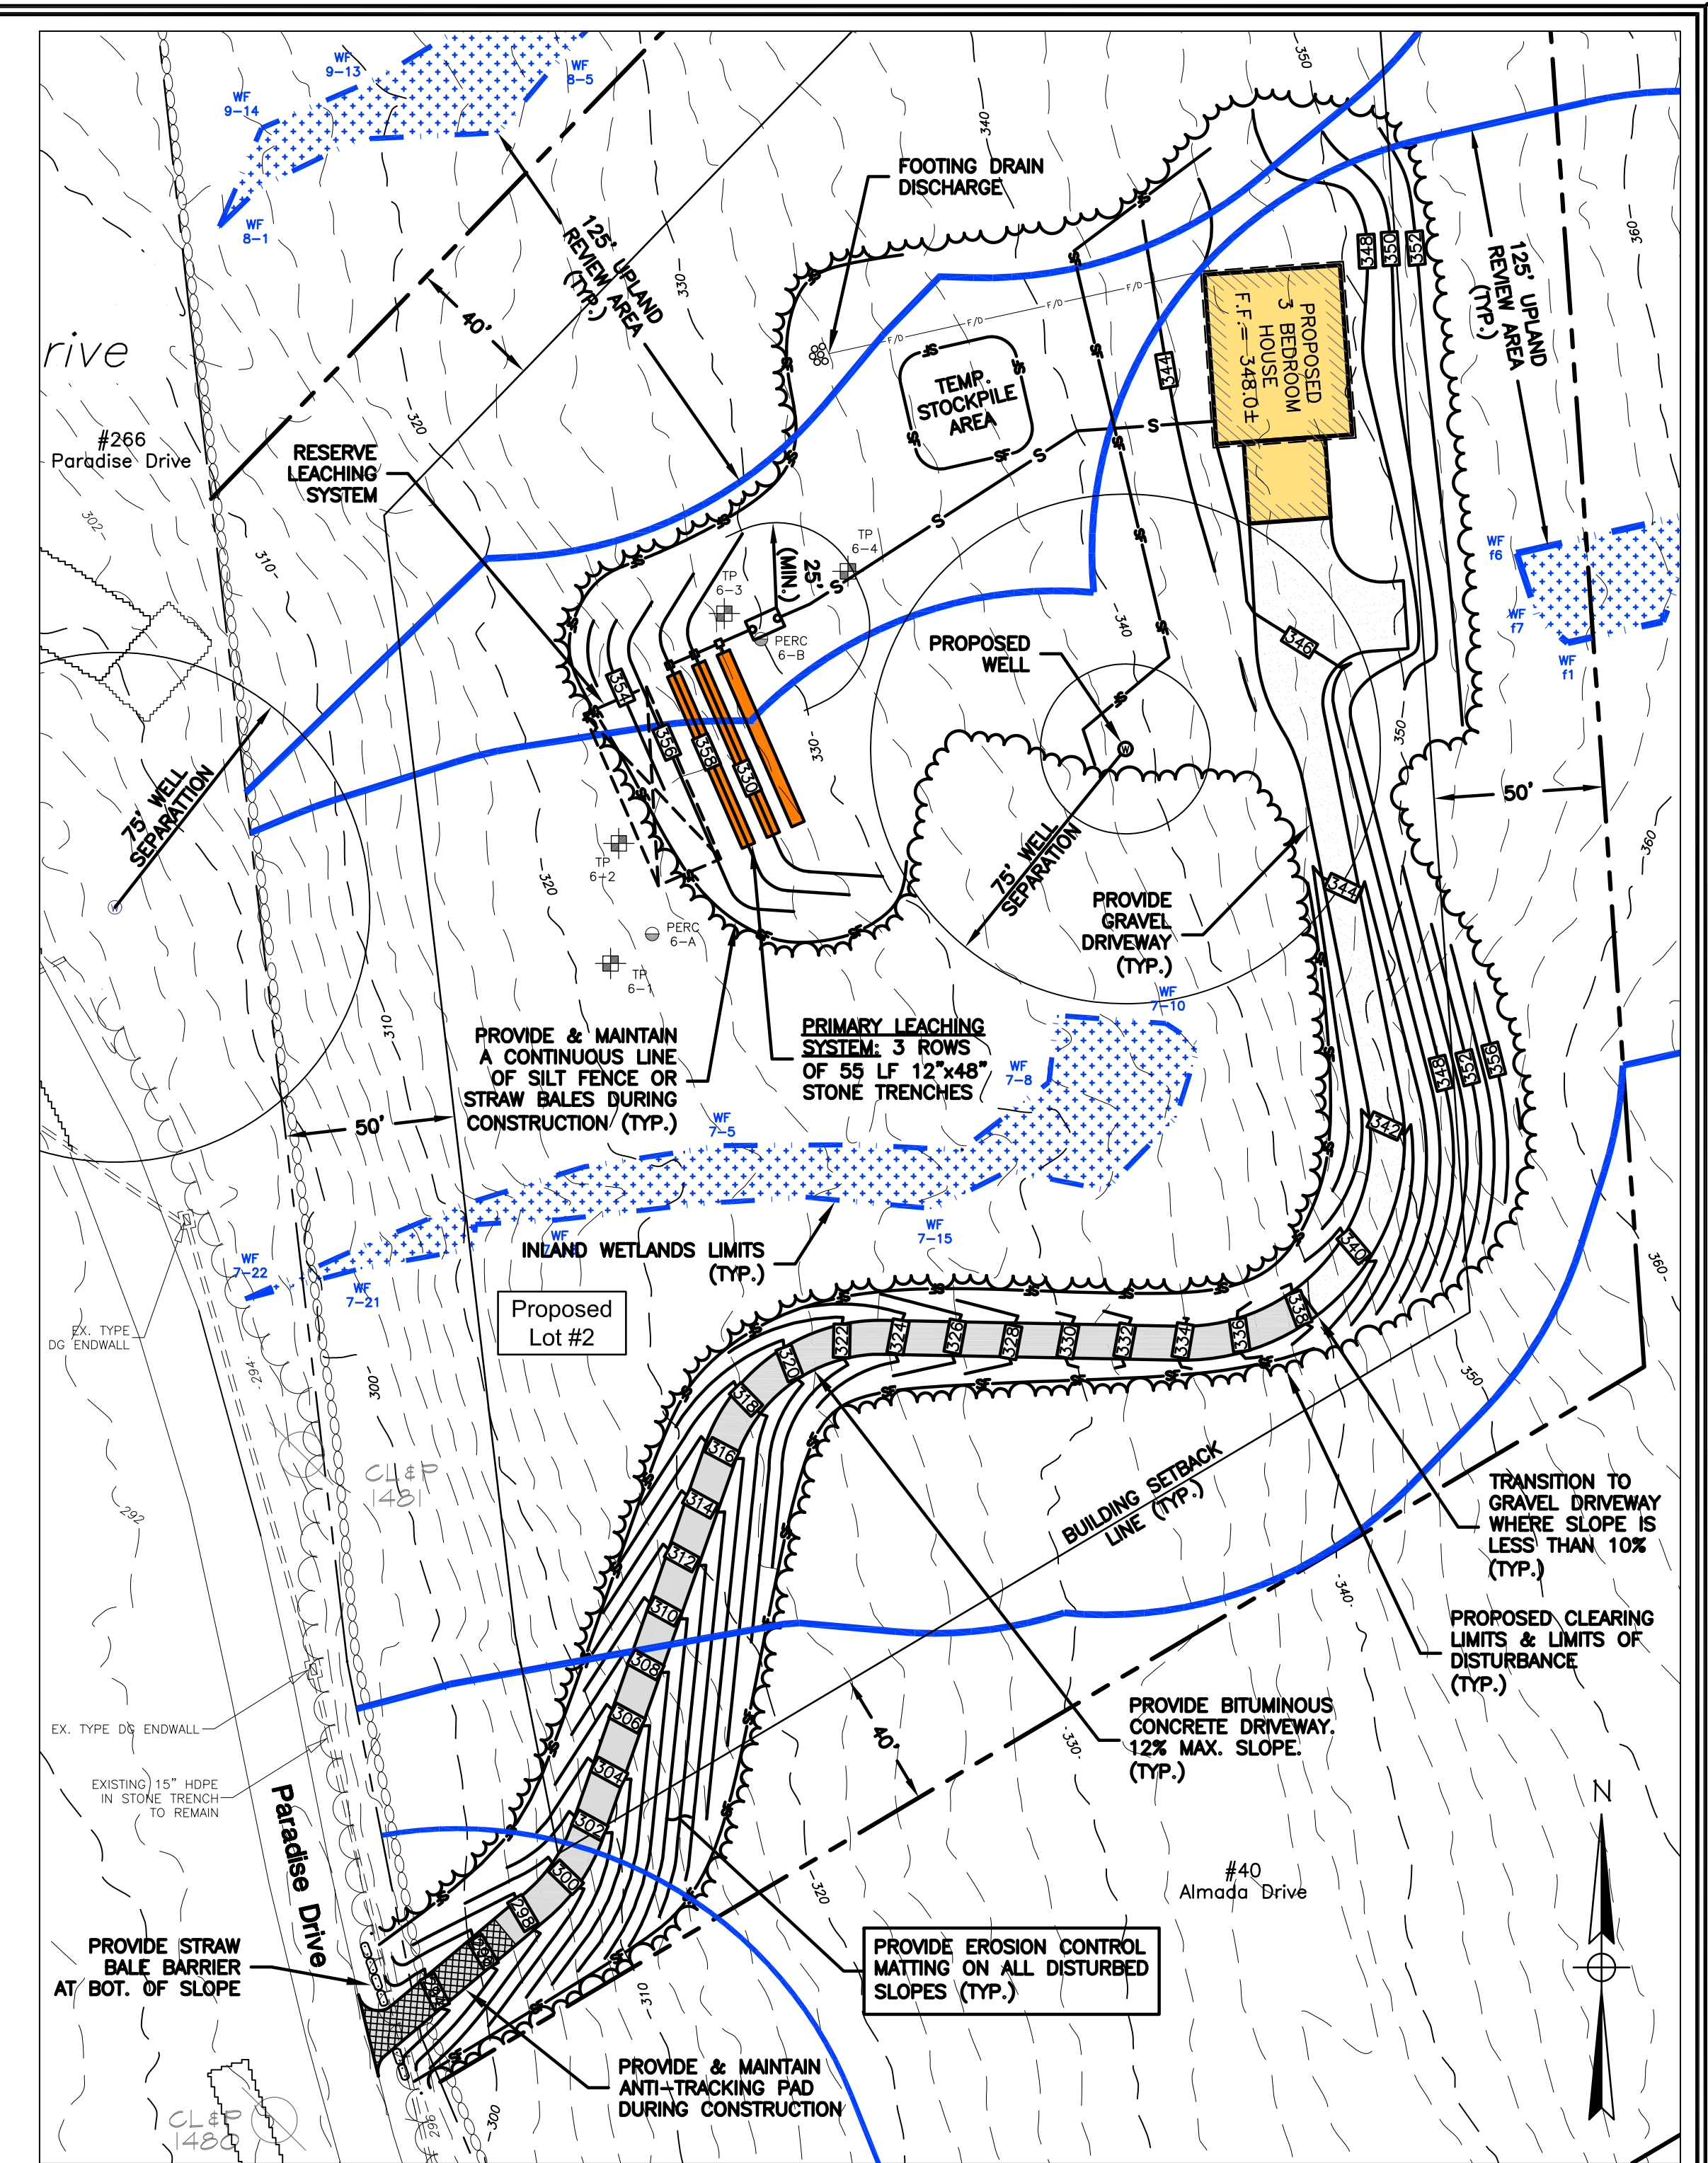 WF
9-13
WF
8-5
WF
9-14
WF
8-1
350
340
FOOTING DRAIN
DISCHARGE
360
125' UPLAND
REVIEW AREA
(TYP.)
330
348
350
352
125' UPLAND
REVIEW AREA
(TYP.)
rive
40'
F/D
F/D
F/D
F/D
PROPOSED
3 BEDROOM
HOUSE
F.F.= 348.0±
344
TEMP.
STOCKPILE
AREA
SF
SF
SF
SF
320
#266
Paradise Drive
RESERVE
LEACHING
SYSTEM
S
S
S
S
302
310
TP
6-4
TP
6-3
25'
(MIN.)
PERC
6-B
WF
f6
WF
f7
WF
f1
340
346
PROPOSED
WELL
W
354
356
358
330
330
350
50'
75' WELL
SEPARATTION
W
320
TP
6-2
PERC
6-A
TP
6-1
75' WELL
SEPARATION
344
360
PROVIDE
GRAVEL
DRIVEWAY
(TYP.)
WF
7-10
310
PROVIDE & MAINTAIN
A CONTINUOUS LINE
OF SILT FENCE OR
STRAW BALES DURING
CONSTRUCTION (TYP.)
PRIMARY LEACHING
SYSTEM: 3 ROWS
OF 55 LF 12"x48"
STONE TRENCHES
WF
7-8
348
352
356
50'
WF
7-5
342
WF
7-15
WF
INLAND WETLANDS LIMITS
(TYP.)
WF
7-22
WF
7-21
340
360
Proposed
Lot #2
EX. TYPE
DG ENDWALL
294
300
338
336
334
332
330
328
326
324
322
320
318
316
314
312
310
308
306
304
302
300
298
350
CL&P
1481
292
BUILDING SETBACK
LINE (TYP.)
TRANSITION TO
GRAVEL DRIVEWAY
WHERE SLOPE IS
LESS THAN 10%
(TYP.)
340
PROPOSED CLEARING
LIMITS & LIMITS OF
DISTURBANCE
(TYP.)
EX. TYPE DG ENDWALL
PROVIDE BITUMINOUS
CONCRETE DRIVEWAY.
12% MAX. SLOPE.
(TYP.)
330
40'
EXISTING 15" HDPE
IN STONE TRENCH
TO REMAIN
Paradise Drive
N
320
#40
Almada Drive
PROVIDE STRAW
BALE BARRIER
AT BOT. OF SLOPE
PROVIDE EROSION CONTROL
MATTING ON ALL DISTURBED
SLOPES (TYP.)
310
PROVIDE & MAINTAIN
ANTI-TRACKING PAD
DURING CONSTRUCTION
CL&P
1480
296
300